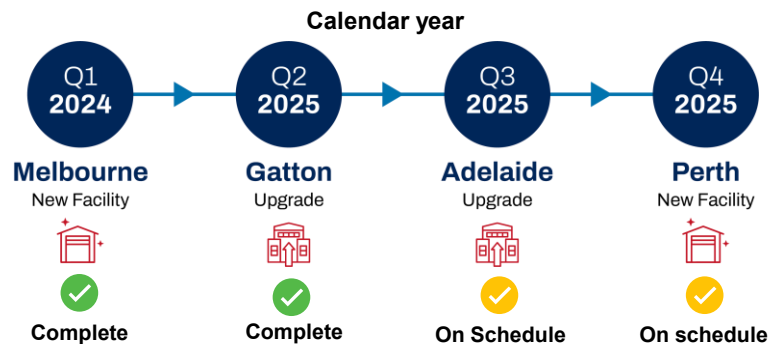 Calendar year
Q1
2024
Q2
2025
Q3
2025
Q4
2025
Melbourne
New Facility
Gatton
Upgrade
Adelaide
Upgrade
Perth
New Facility
Complete
Complete
On Schedule
On schedule